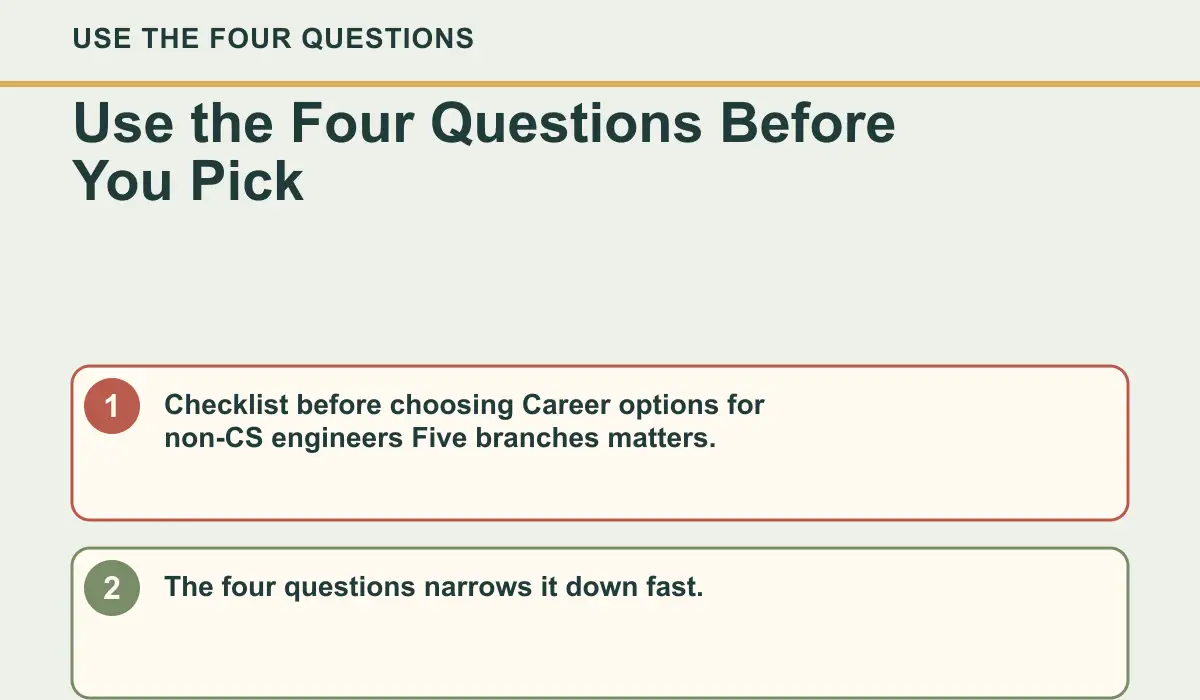 USE THE FOUR QUESTIONS
Use the Four Questions Before
You Pick
1
Checklist before choosing Career options for
non-CS engineers Five branches matters.
2
The four questions narrows it down fast.